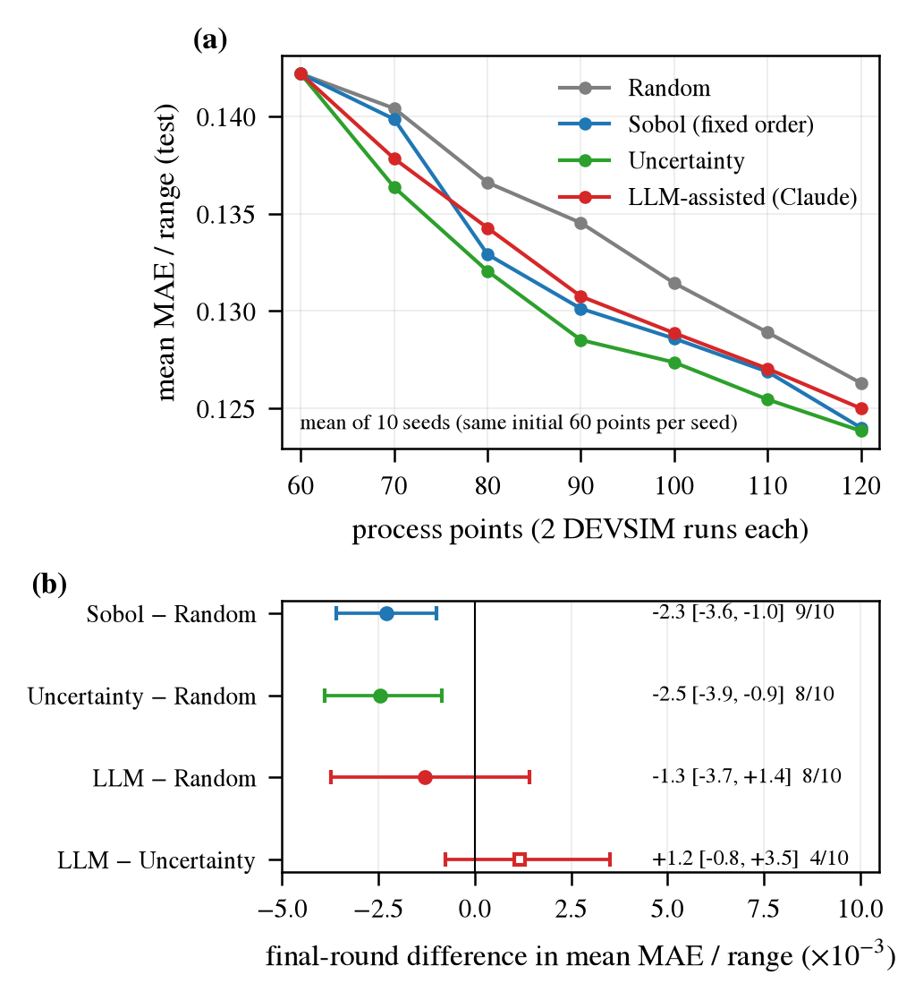 (a)
mean MAE / range (test)
0.140
0.135
0.130
0.125
Random
Sobol (fixed order)
Uncertainty
LLM-assisted (Claude)
mean of 10 seeds (same initial 60 points per seed)
60 70 80 90 100 110 120
process points (2 DEVSIM runs each)
(b)
Sobol − Random -2.3 [-3.6, -1.0] 9/10
Uncertainty − Random -2.5 [-3.9, -0.9] 8/10
LLM − Random -1.3 [-3.7, +1.4] 8/10
LLM − Uncertainty +1.2 [-0.8, +3.5] 4/10
−5.0 −2.5 0.0 2.5 5.0 7.5 10.0
final-round difference in mean MAE / range (×10⁻³)